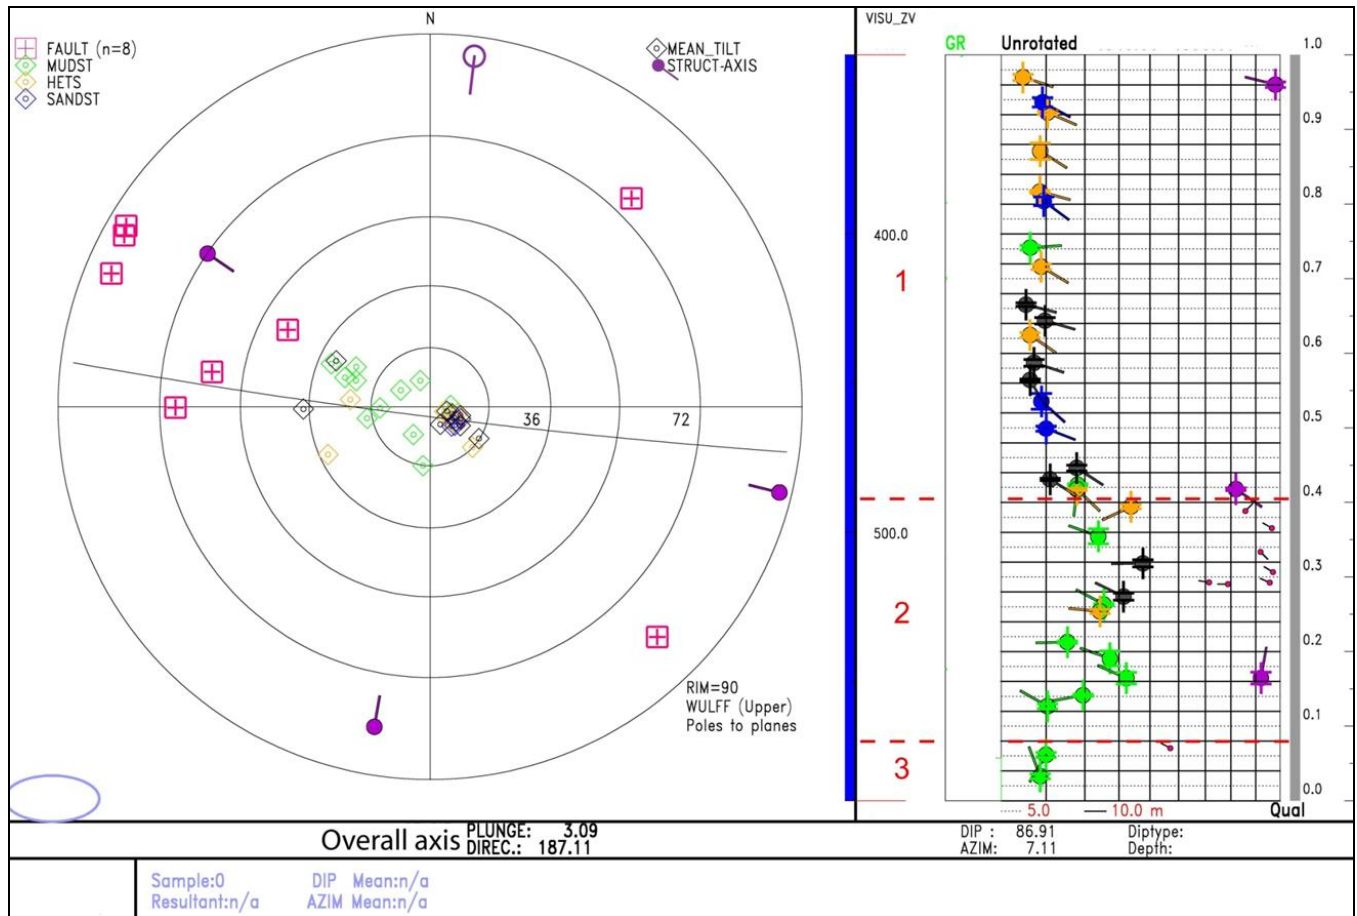 N
FAULT (n=8)
MUDST
HETS
SANDST
MEAN_TILT
STRUCT-AXIS
36
72
RIM=90
WULFF (Upper)
Poles to planes
VISU_ZV
GR
Unrotated
1.0
0.9
0.8
400.0
0.7
1
0.6
0.5
0.4
500.0
0.3
2
0.2
0.1
3
0.0
5.0
10.0 m
Qual
Overall axis PLUNGE: 3.09
DIREC.: 187.11
DIP : 86.91 Diptype:
AZIM: 7.11 Depth:
Sample:0 DIP Mean:n/a
Resultant:n/a AZIM Mean:n/a